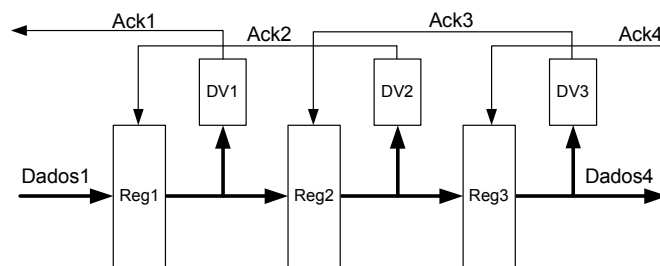 Ack1
Ack2
Ack3
Ack4
DV1
DV2
DV3
Dados1
Reg1
Reg2
Reg3
Dados4